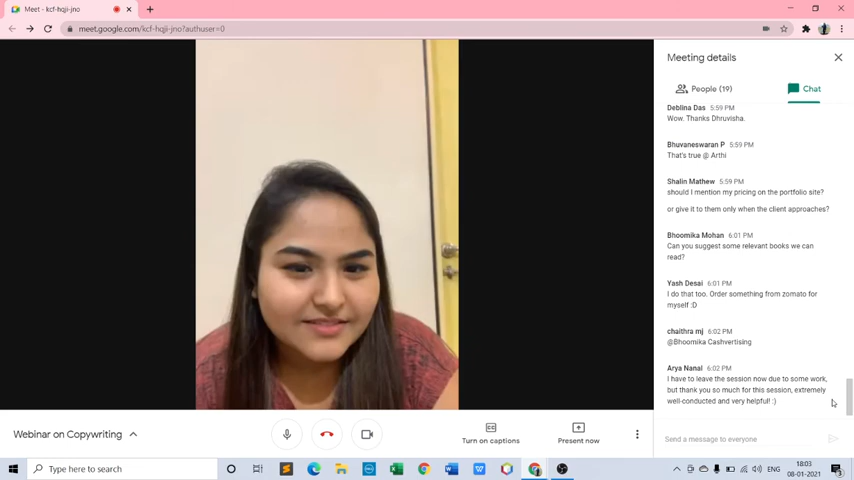 Meet - kcf-hqji-jno
meet.google.com/kcf-hqji-jno?authuser=0
Meeting details
People (19)
Chat
Deblina Das 5:59 PM
Wow. Thanks Dhruvisha.
Bhuvaneswaran P 5:59 PM
That's true @ Arthi
Shalin Mathew 5:59 PM
should I mention my pricing on the portfolio site?
or give it to them only when the client approaches?
Bhoomika Mohan 6:01 PM
Can you suggest some relevant books we can
read?
Yash Desai 6:01 PM
I do that too. Order something from zomato for
myself :D
chaithra mj 6:02 PM
@Bhoomika Cashvertising
Arya Nanal 6:02 PM
I have to leave the session now due to some work,
but thank you so much for this session, extremely
well-conducted and very helpful! :)
Send a message to everyone
Webinar on Copywriting
Turn on captions
Present now
Type here to search
ENG
18:03
08-01-2021